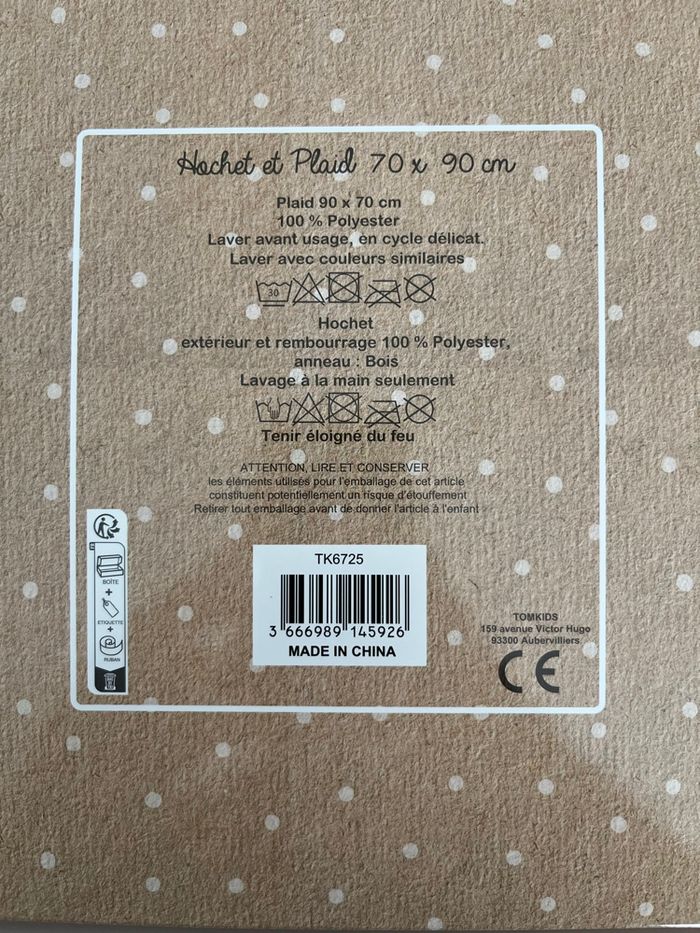 Hochet et Plaid 70 x 90 cm
Plaid 90 x 70 cm
100 % Polyester
Laver avant usage, en cycle délicat.
Laver avec couleurs similaires
30
Hochet
extérieur et rembourrage 100 % Polyester,
anneau : Bois
Lavage à la main seulement
Tenir éloigné du feu
ATTENTION, LIRE ET CONSERVER
les éléments utilisés pour l'emballage de cet article
constituent potentiellement un risque d'étouffement
Retirer tout emballage avant de donner l'article à l'enfant
BOÎTE
+
ETIQUETTE
+
RUBAN
TK6725
3 666989 145926
MADE IN CHINA
TOMKIDS
159 avenue Victor Hugo
93300 Aubervilliers
CE